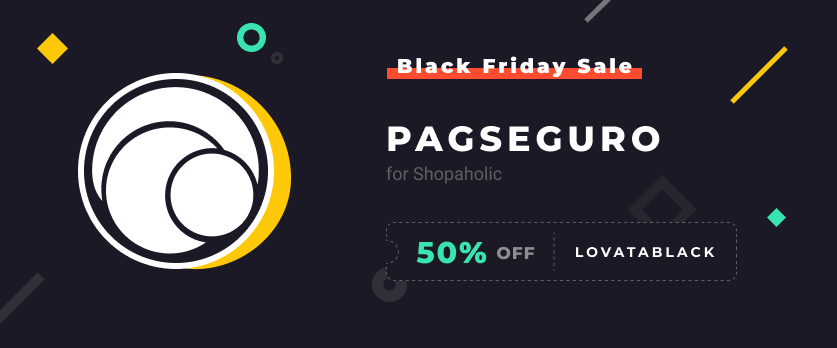 Black Friday Sale
PAGSEGURO
for Shopaholic
50% OFF LOVATABLACK